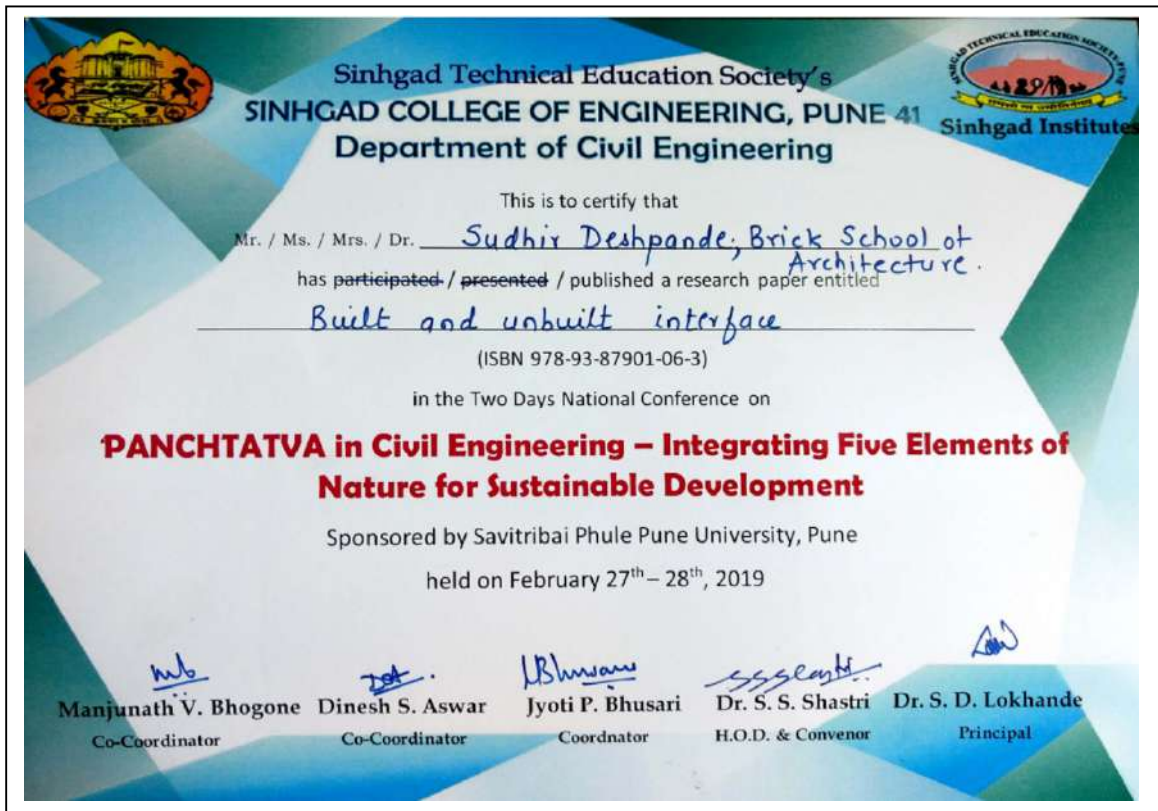 Sinhgad Technical Education Society's
SINHGAD COLLEGE OF ENGINEERING, PUNE 41
Department of Civil Engineering
SINHGAD TECHNICAL EDUCATION SOCIETY, PUNE
Sinhgad Institutes
This is to certify that
Mr. / Ms. / Mrs. / Dr. Sudhir Deshpande, Brick School of
Architecture.
has participated / presented / published a research paper entitled
Built and unbuilt interface
(ISBN 978-93-87901-06-3)
in the Two Days National Conference on
PANCHTATVA in Civil Engineering – Integrating Five Elements of
Nature for Sustainable Development
Sponsored by Savitribai Phule Pune University, Pune
held on February 27th – 28th, 2019
Manjunath V. Bhogone Dinesh S. Aswar Jyoti P. Bhusari Dr. S. S. Shastri Dr. S. D. Lokhande
Co-Coordinator Co-Coordinator Coordnator H.O.D. & Convenor Principal